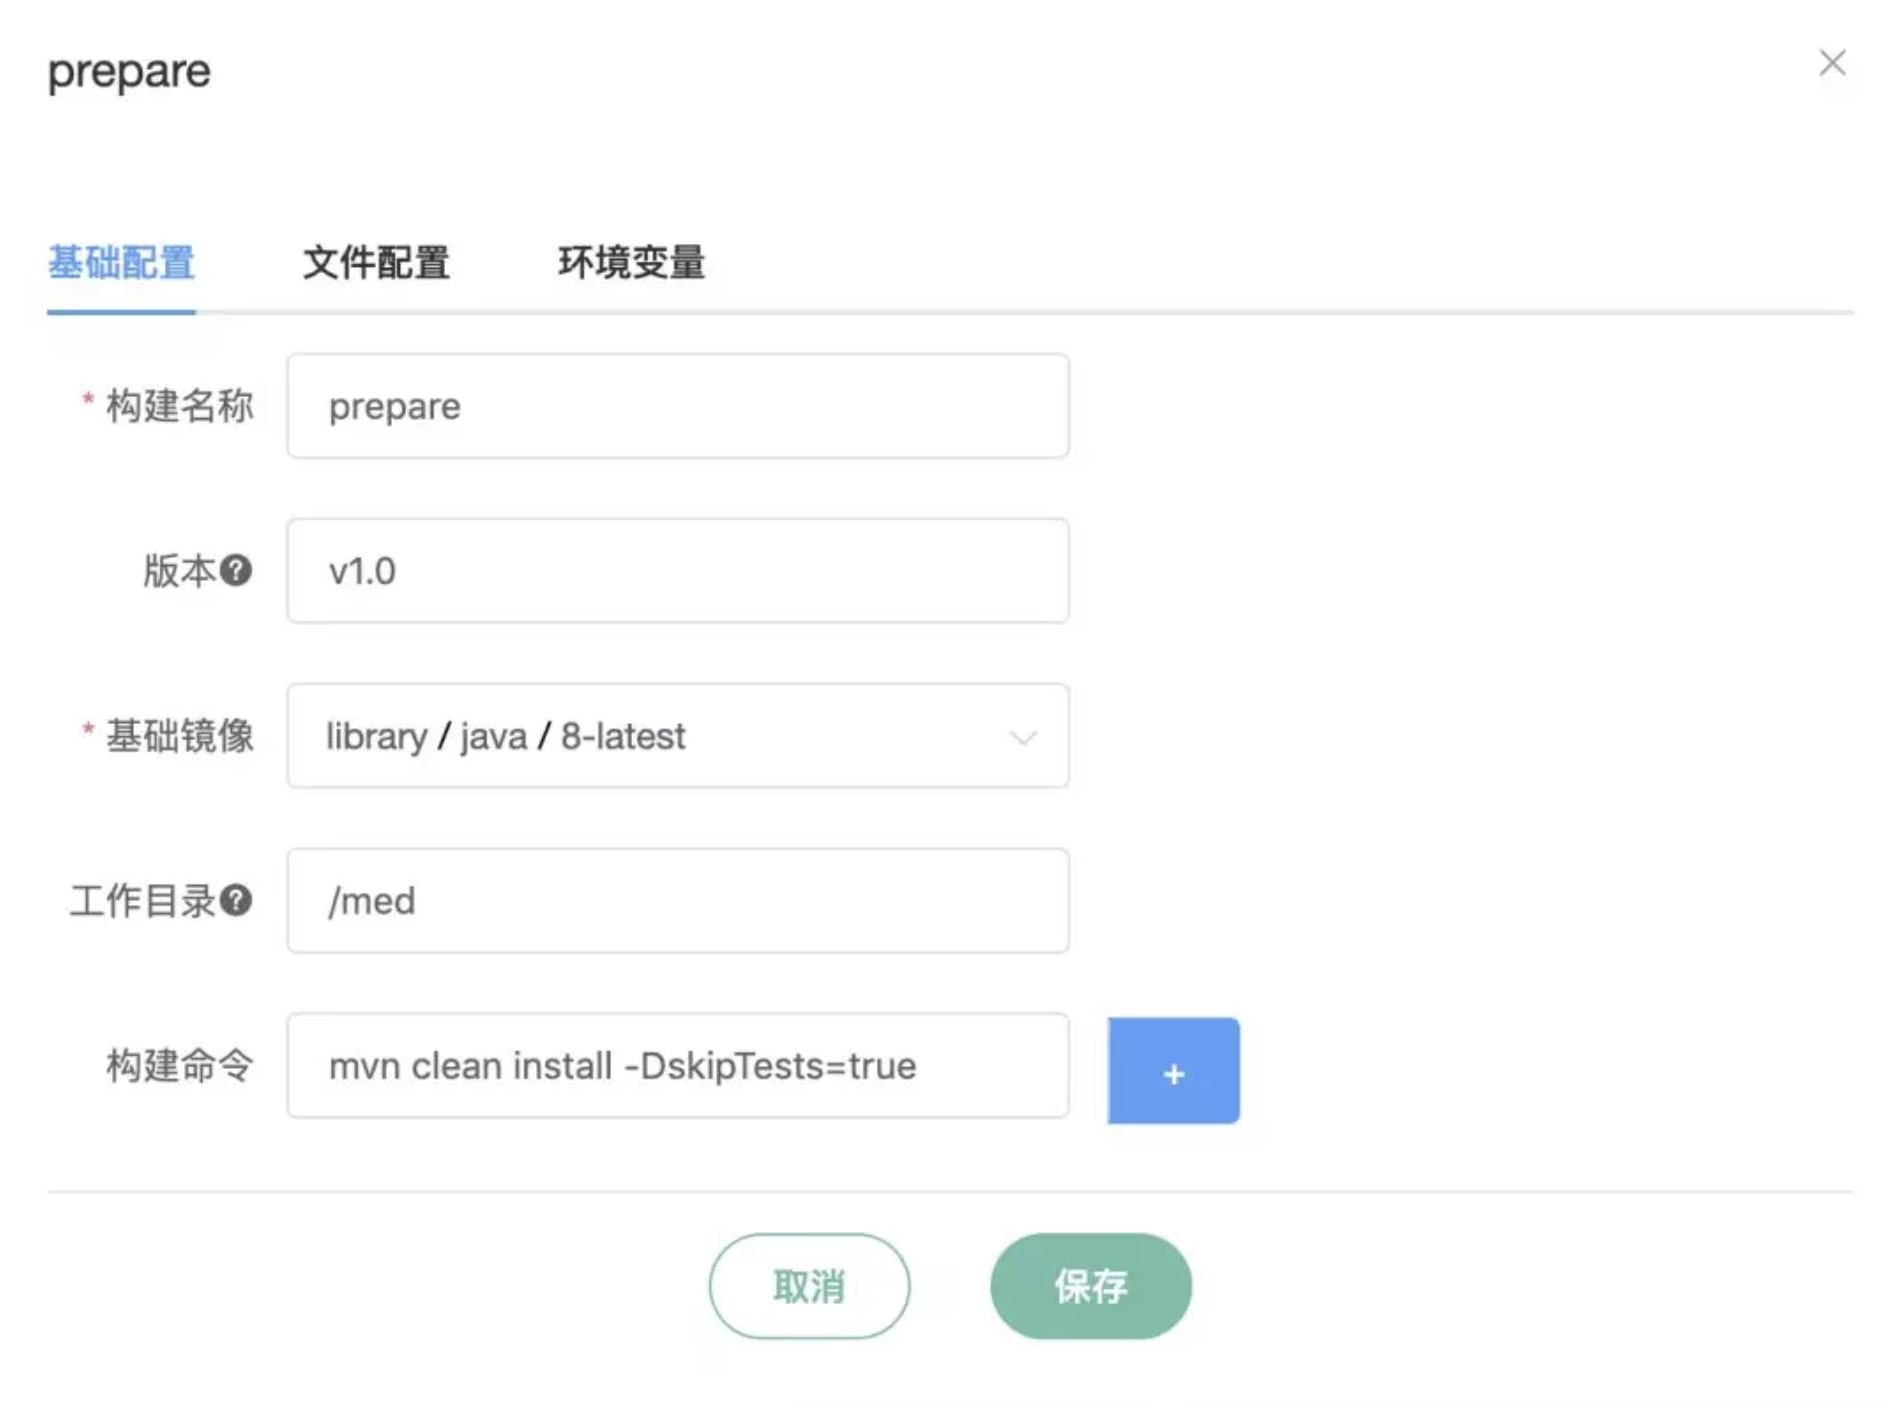 prepare
基础配置 文件配置 环境变量
* 构建名称 prepare
版本 v1.0
* 基础镜像 library / java / 8-latest
工作目录 /med
构建命令 mvn clean install -DskipTests=true +
取消 保存